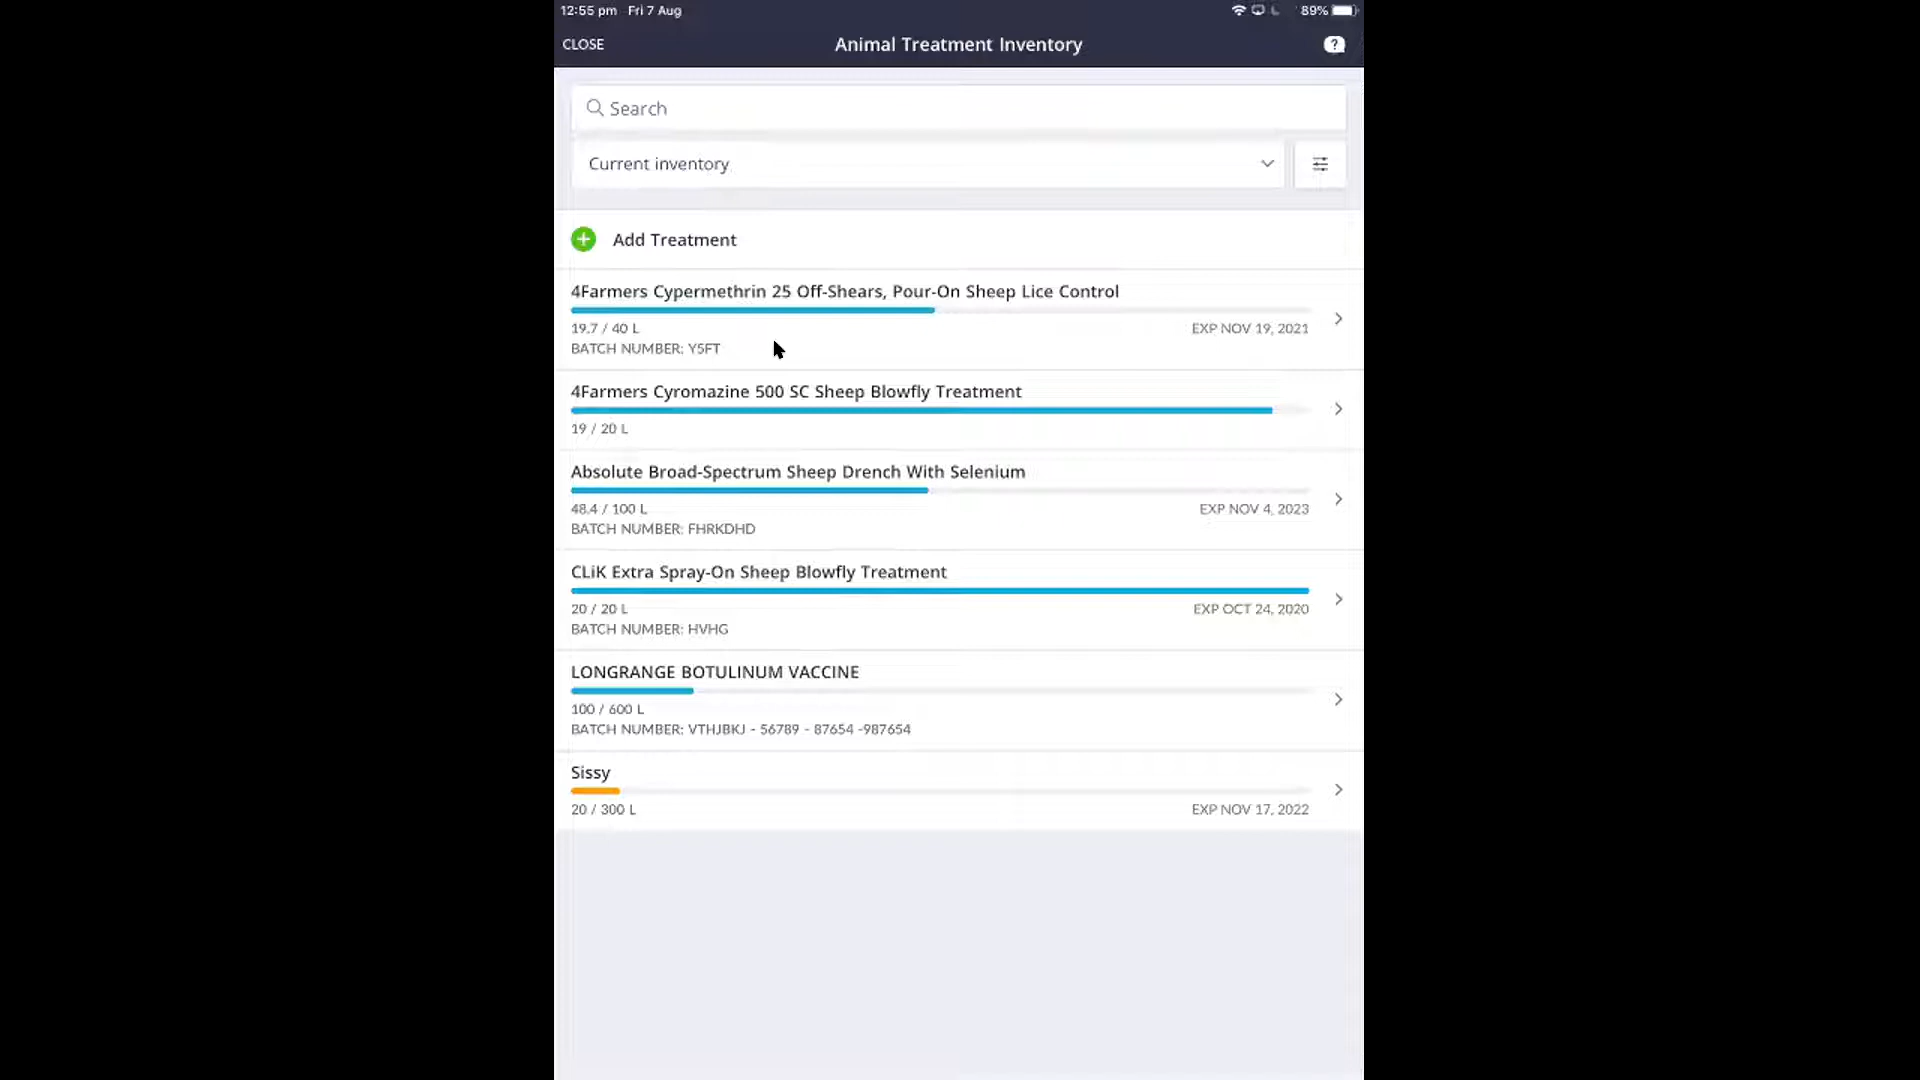 12:55 pm Fri 7 Aug 89%
CLOSE Animal Treatment Inventory ?
Search
Current inventory
Add Treatment
4Farmers Cypermethrin 25 Off-Shears, Pour-On Sheep Lice Control
19.7 / 40 L EXP NOV 19, 2021
BATCH NUMBER: Y5FT
4Farmers Cyromazine 500 SC Sheep Blowfly Treatment
19 / 20 L
Absolute Broad-Spectrum Sheep Drench With Selenium
48.4 / 100 L EXP NOV 4, 2023
BATCH NUMBER: FHRKDHD
CLiK Extra Spray-On Sheep Blowfly Treatment
20 / 20 L EXP OCT 24, 2020
BATCH NUMBER: HVHG
LONGRANGE BOTULINUM VACCINE
100 / 600 L
BATCH NUMBER: VTHJBKJ - 56789 - 87654 -987654
Sissy
20 / 300 L EXP NOV 17, 2022